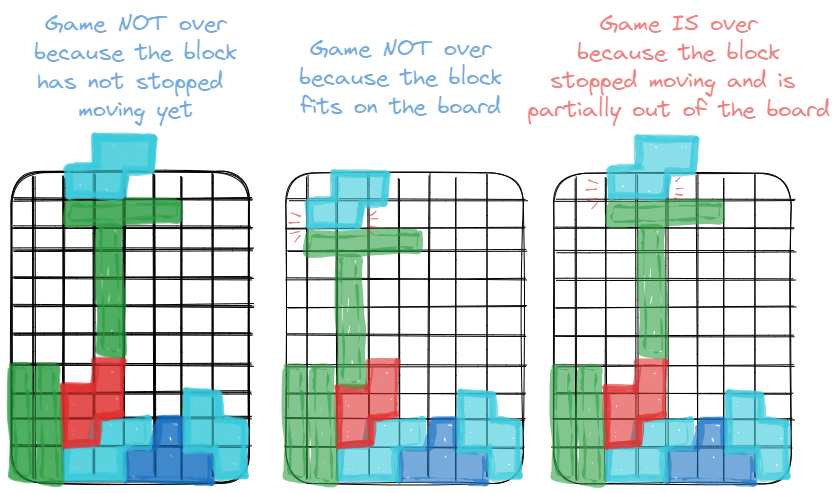 Game NOT over
because the block
has not stopped
moving yet
Game NOT over
because the block
fits on the board
Game IS over
because the block
stopped moving and is
partially out of the board